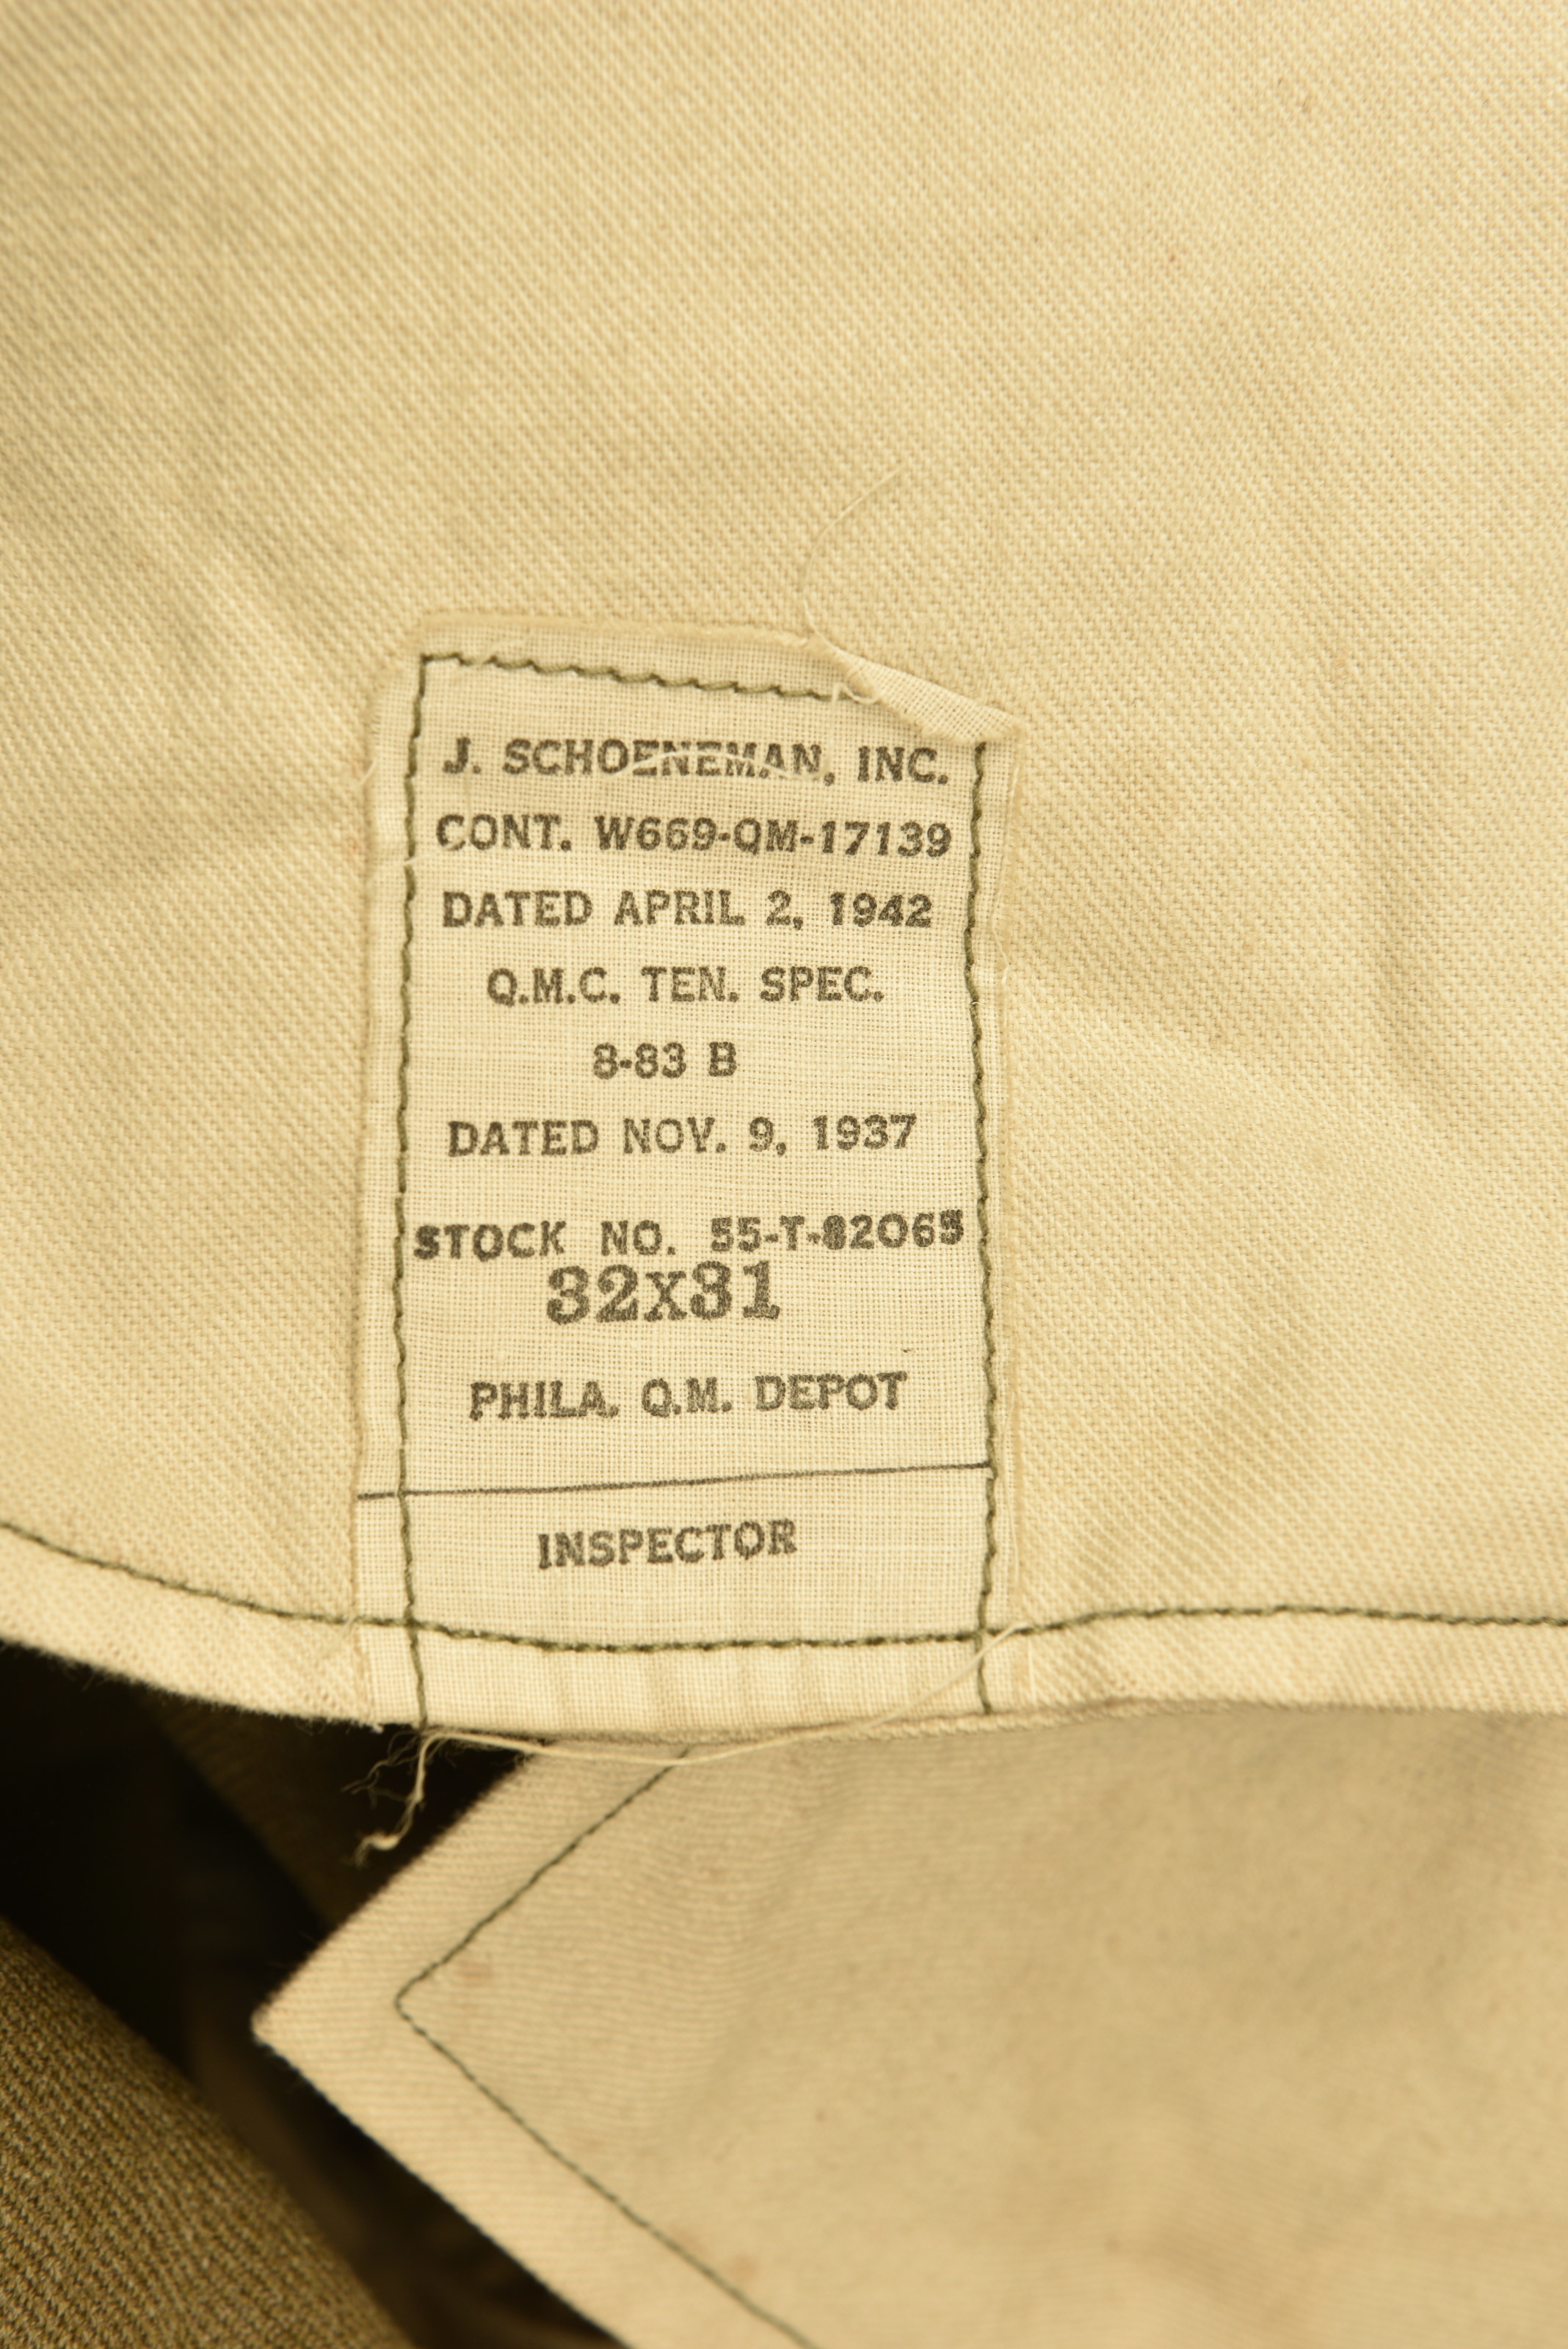 J. SCHOENEMAN, INC.
CONT. W669-QM-17139
DATED APRIL 2, 1942
Q.M.C. TEN. SPEC.
8-83 B
DATED NOV. 9, 1937
STOCK NO. 55-T-82065
32X31
PHILA. Q.M. DEPOT
INSPECTOR